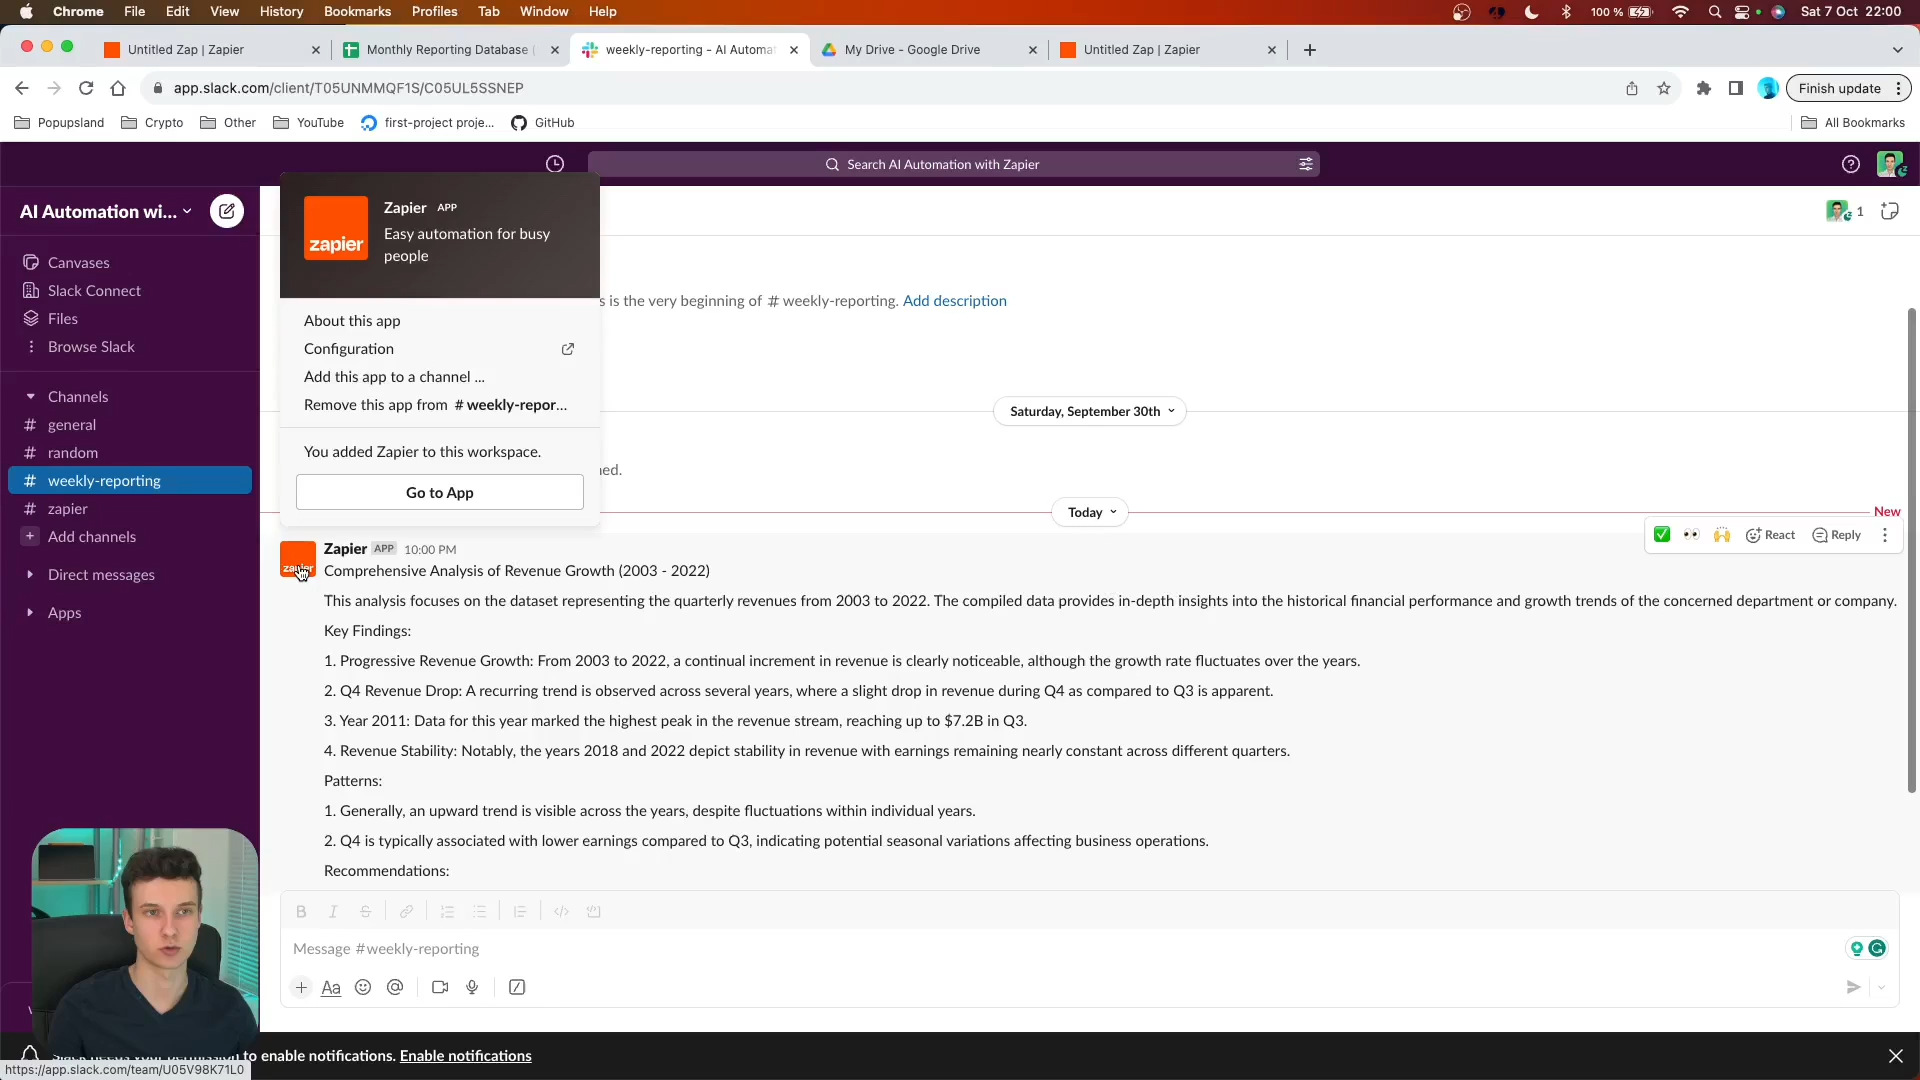 Chrome File Edit View History Bookmarks Profiles Tab Window Help
100 % Sat 7 Oct 22:00
Untitled Zap | Zapier
Monthly Reporting Database (
weekly-reporting - AI Automat
My Drive - Google Drive
Untitled Zap | Zapier
app.slack.com/client/T05UNMMQF1S/C05UL5SSNEP
Finish update
Popupsland Crypto Other YouTube first-project proje... GitHub
All Bookmarks
Search AI Automation with Zapier
AI Automation wi...
1
Canvases
Slack Connect
Files
Browse Slack
Channels
# general
# random
# weekly-reporting
# zapier
+ Add channels
Direct messages
Apps
zapier
Zapier APP
Easy automation for busy
people
About this app
Configuration
Add this app to a channel ...
Remove this app from # weekly-repor...
You added Zapier to this workspace.
Go to App
s is the very beginning of # weekly-reporting. Add description
Saturday, September 30th
ned.
Today
New
React
Reply
Zapier APP 10:00 PM
Comprehensive Analysis of Revenue Growth (2003 - 2022)
This analysis focuses on the dataset representing the quarterly revenues from 2003 to 2022. The compiled data provides in-depth insights into the historical financial performance and growth trends of the concerned department or company.
Key Findings:
1. Progressive Revenue Growth: From 2003 to 2022, a continual increment in revenue is clearly noticeable, although the growth rate fluctuates over the years.
2. Q4 Revenue Drop: A recurring trend is observed across several years, where a slight drop in revenue during Q4 as compared to Q3 is apparent.
3. Year 2011: Data for this year marked the highest peak in the revenue stream, reaching up to $7.2B in Q3.
4. Revenue Stability: Notably, the years 2018 and 2022 depict stability in revenue with earnings remaining nearly constant across different quarters.
Patterns:
1. Generally, an upward trend is visible across the years, despite fluctuations within individual years.
2. Q4 is typically associated with lower earnings compared to Q3, indicating potential seasonal variations affecting business operations.
Recommendations:
Message #weekly-reporting
Aa
Slack needs your permission to enable notifications. Enable notifications
https://app.slack.com/team/U05V98K71L0